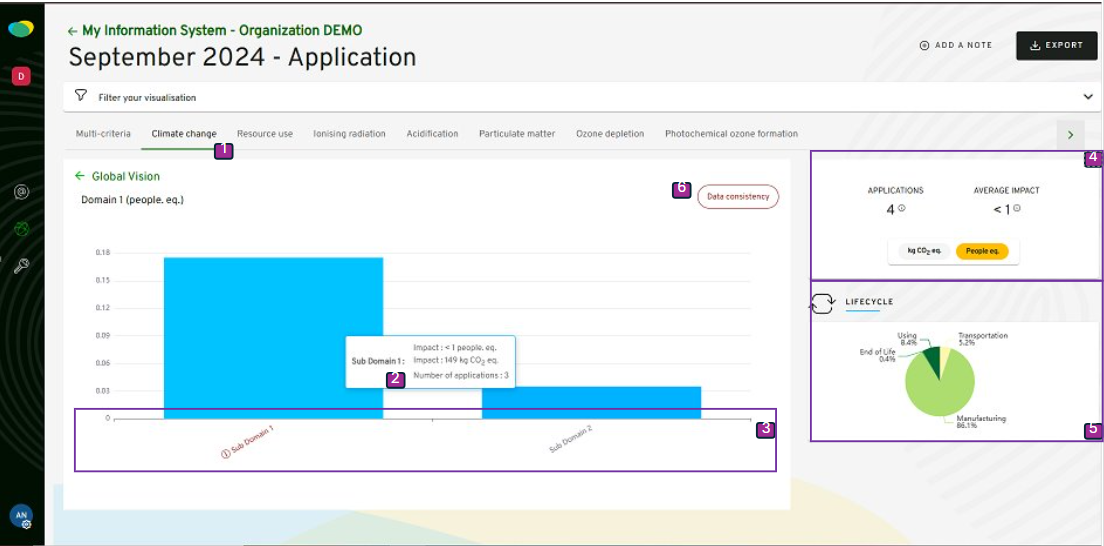 ← My Information System - Organization DEMO
September 2024 - Application
ADD A NOTE
EXPORT
D
Filter your visualisation
Multi-criteria Climate change Resource use Ionising radiation Acidification Particulate matter Ozone depletion Photochemical ozone formation
1
4
← Global Vision
6
Data consistency
Domain 1 (people. eq.)
APPLICATIONS AVERAGE IMPACT
4 < 1
kg CO₂ eq. People eq.
0.18
0.15
0.12
0.09
0.06
0.03
0
Sub Domain 1:
Impact : < 1 people. eq.
Impact : 149 kg CO₂ eq.
Number of applications : 3
2
3
Sub Domain 1
Sub Domain 2
LIFECYCLE
Using
8.4%
Transportation
5.2%
End of Life
0.4%
Manufacturing
86.1%
5
AN